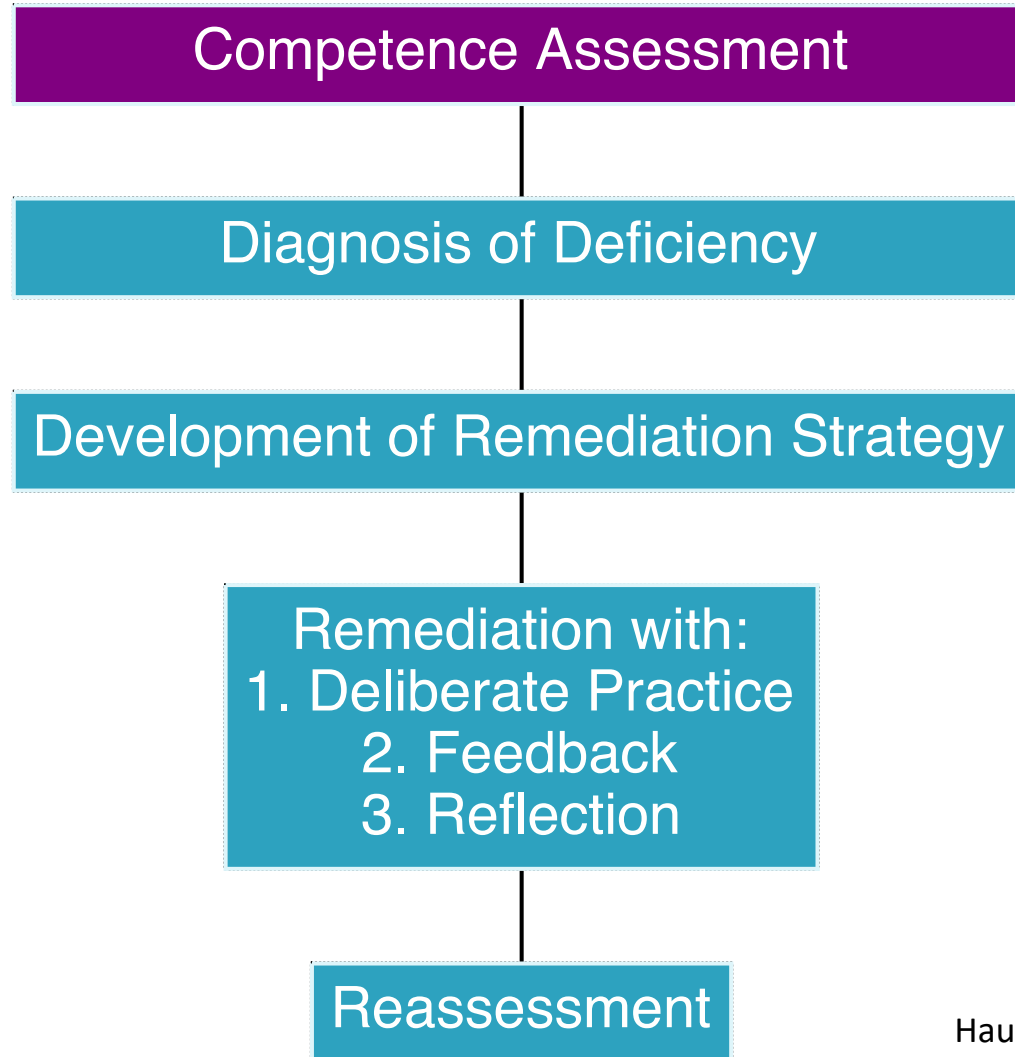 Competence Assessment
Diagnosis of Deficiency
Development of Remediation Strategy
Remediation with:
1. Deliberate Practice
2. Feedback
3. Reflection
Reassessment
Hau